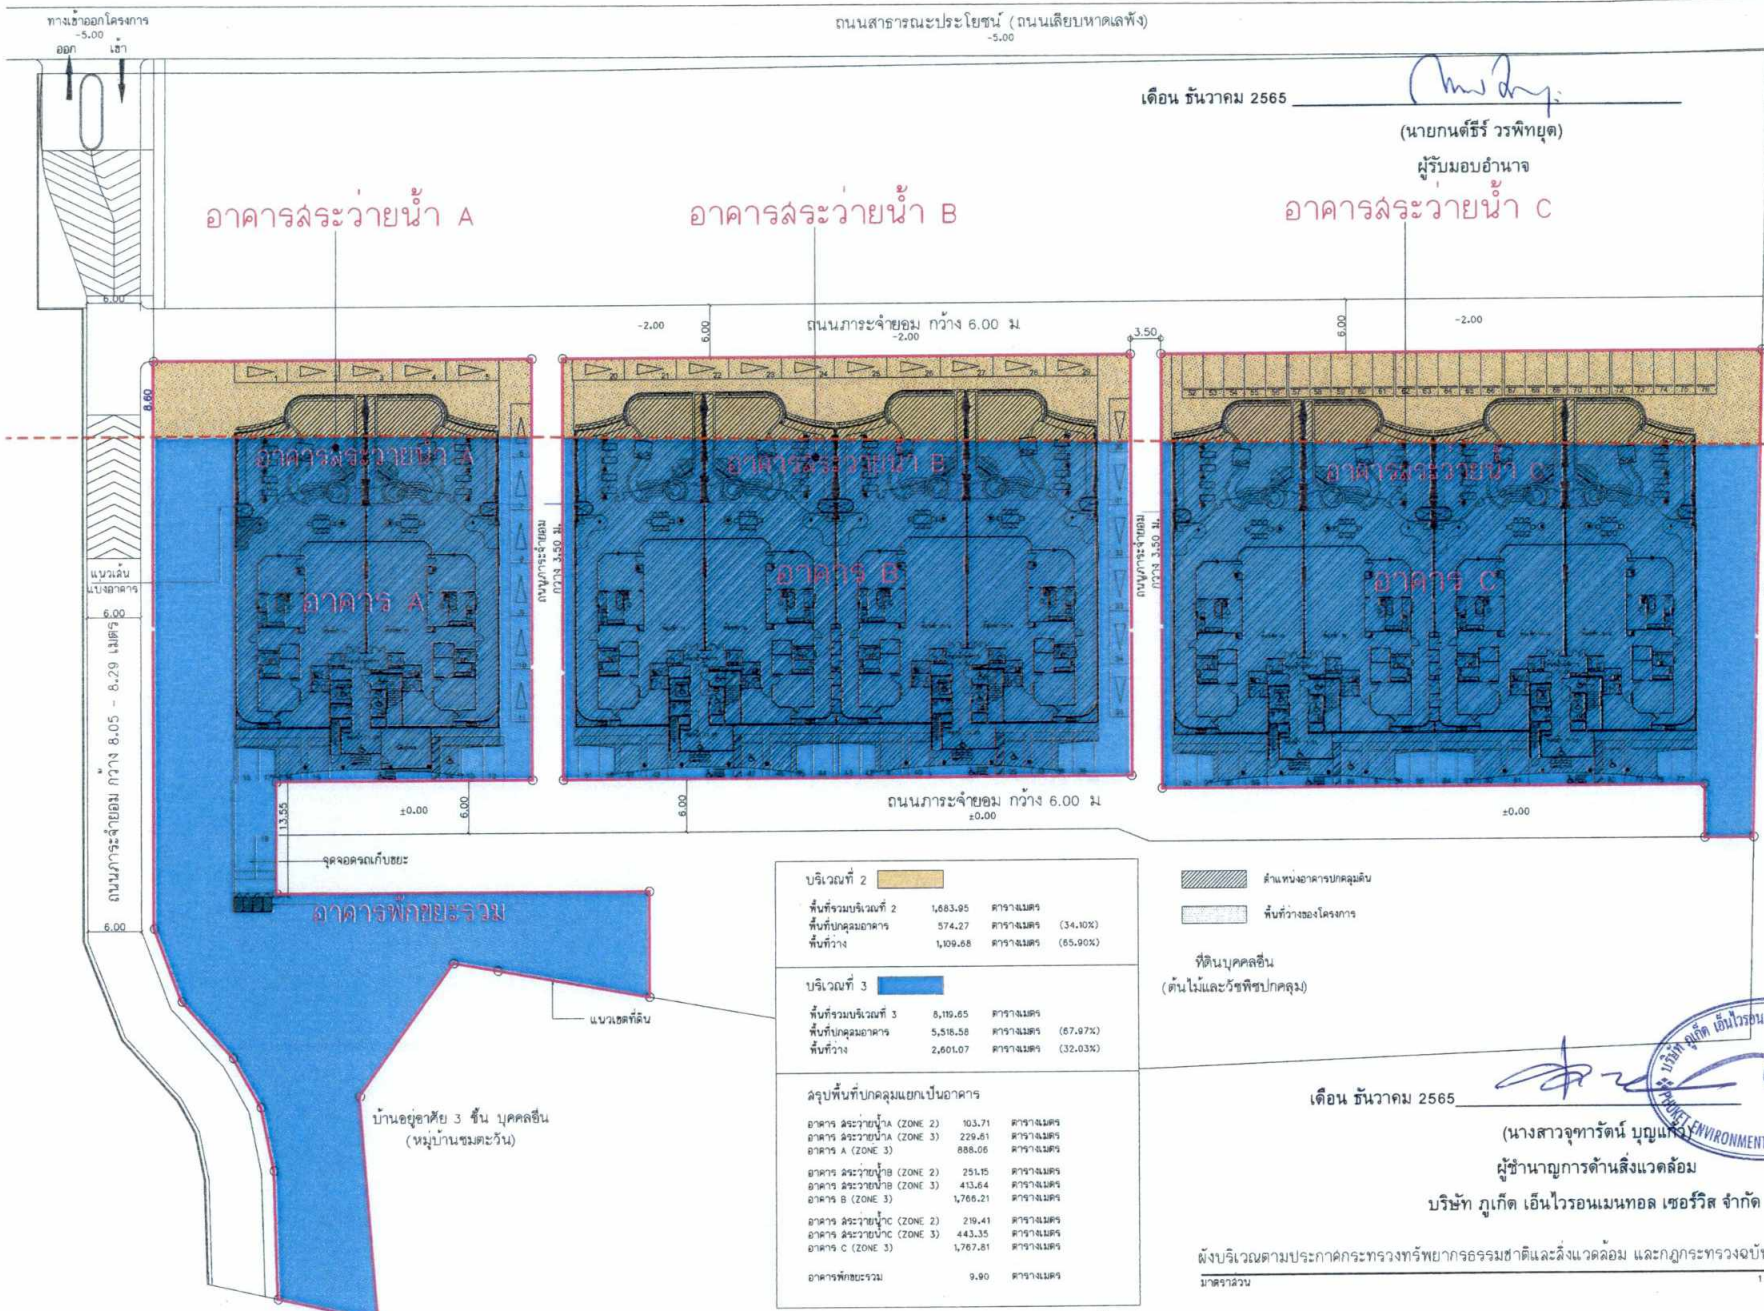 ทางเข้าออกโครงการ
-5.00
ออก เข้า
ถนนสาธารณะประโยชน์ (ถนนเลียบหาดเลพัง)
-5.00
เดือน ธันวาคม 2565
(นายกนต์ธีร์ วรพิทยุต)
ผู้รับมอบอำนาจ
อาคารสระว่ายน้ำ A
อาคารสระว่ายน้ำ B
อาคารสระว่ายน้ำ C
6.00
-2.00
6.00
ถนนภาระจำยอม กว้าง 6.00 ม
-2.00
3.50
6.00
-2.00
8.60
อาคารสระว่ายน้ำ A
อาคารสระว่ายน้ำ B
อาคารสระว่ายน้ำ C
ถนนภาระจำยอม
กว้าง 3.50 ม.
ถนนภาระจำยอม
กว้าง 3.50 ม.
แนวเส้น
แบ่งอาคาร
อาคาร A
อาคาร B
อาคาร C
6.00
ถนนภาระจำยอม กว้าง 8.05 - 8.29 เมตร
13.55
±0.00
6.00
6.00
ถนนภาระจำยอม กว้าง 6.00 ม
±0.00
±0.00
จุดจอดรถเก็บขยะ
อาคารพักขยะรวม
6.00
แนวเขตที่ดิน
บ้านอยู่อาศัย 3 ชั้น บุคคลอื่น
(หมู่บ้านชมตะวัน)
บริเวณที่ 2
พื้นที่รวมบริเวณที่ 2 1,683.95 ตารางเมตร
พื้นที่ปกคลุมอาคาร 574.27 ตารางเมตร (34.10%)
พื้นที่ว่าง 1,109.68 ตารางเมตร (65.90%)
บริเวณที่ 3
พื้นที่รวมบริเวณที่ 3 8,119.65 ตารางเมตร
พื้นที่ปกคลุมอาคาร 5,518.58 ตารางเมตร (67.97%)
พื้นที่ว่าง 2,601.07 ตารางเมตร (32.03%)
สรุปพื้นที่ปกคลุมแยกเป็นอาคาร
อาคาร สระว่ายน้ำA (ZONE 2) 103.71 ตารางเมตร
อาคาร สระว่ายน้ำA (ZONE 3) 229.61 ตารางเมตร
อาคาร A (ZONE 3) 888.06 ตารางเมตร
อาคาร สระว่ายน้ำB (ZONE 2) 251.15 ตารางเมตร
อาคาร สระว่ายน้ำB (ZONE 3) 413.64 ตารางเมตร
อาคาร B (ZONE 3) 1,766.21 ตารางเมตร
อาคาร สระว่ายน้ำC (ZONE 2) 219.41 ตารางเมตร
อาคาร สระว่ายน้ำC (ZONE 3) 443.35 ตารางเมตร
อาคาร C (ZONE 3) 1,767.81 ตารางเมตร
อาคารพักขยะรวม 9.90 ตารางเมตร
ตำแหน่งอาคารปกคลุมดิน
พื้นที่ว่างของโครงการ
ที่ดินบุคคลอื่น
(ต้นไม้และวัชพืชปกคลุม)
บริษัท ภูเก็ต เอ็นไวรอน
PHUKET ENVIRONMENT
เดือน ธันวาคม 2565
(นางสาวจุฑารัตน์ บุญแก้ว)
ผู้ชำนาญการด้านสิ่งแวดล้อม
บริษัท ภูเก็ต เอ็นไวรอนเมนทอล เซอร์วิส จำกัด
ผังบริเวณตามประกาศกระทรวงทรัพยากรธรรมชาติและสิ่งแวดล้อม และกฎกระทรวงฉบับ
มาตราส่วน